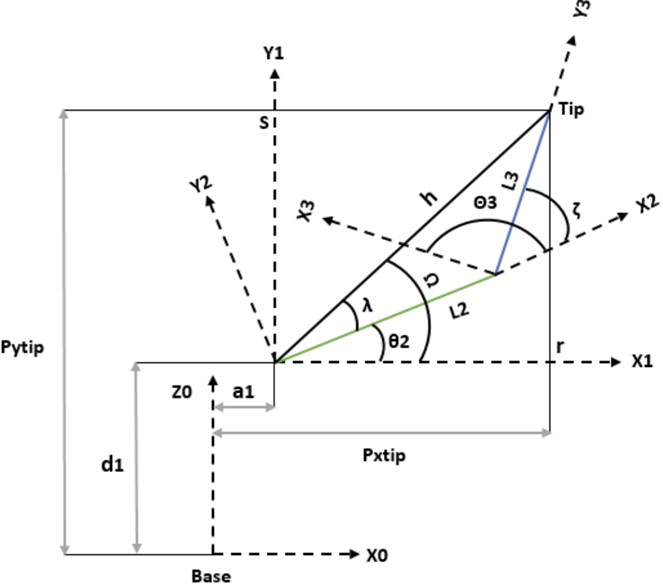 Y3
Y1
Tip
S
Y2
L3
h
Θ3
ζ
X2
X3
Ω
λ
L2
θ2
Pytip
r
X1
Z0
a1
d1
Pxtip
X0
Base